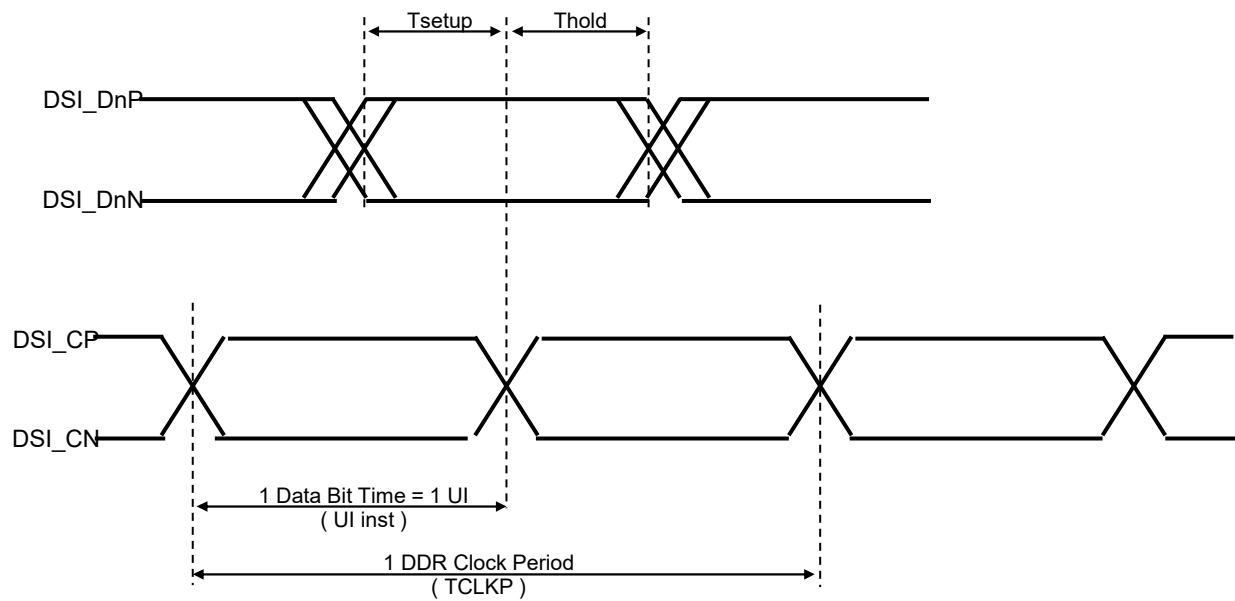 Tsetup
Thold
DSI_DnP
DSI_DnN
DSI_CP
DSI_CN
1 Data Bit Time = 1 UI
( UI inst )
1 DDR Clock Period
( TCLKP )